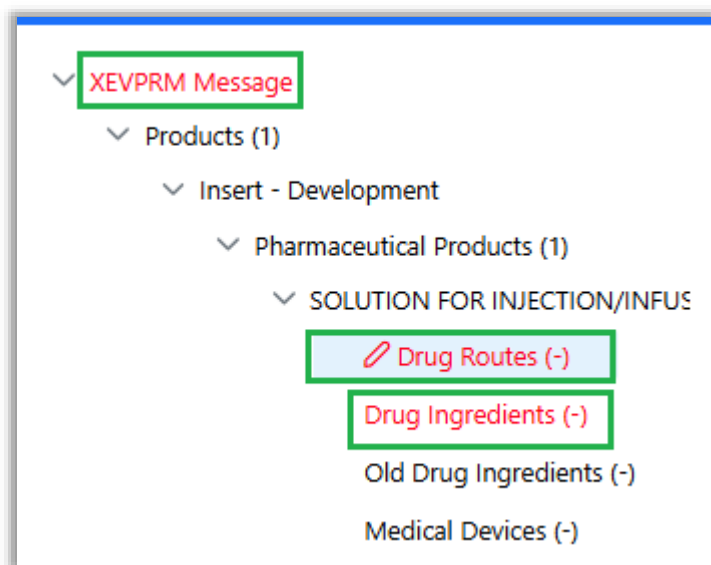 XEVPRM Message
Products (1)
Insert - Development
Pharmaceutical Products (1)
SOLUTION FOR INJECTION/INFUS
Drug Routes (-)
Drug Ingredients (-)
Old Drug Ingredients (-)
Medical Devices (-)